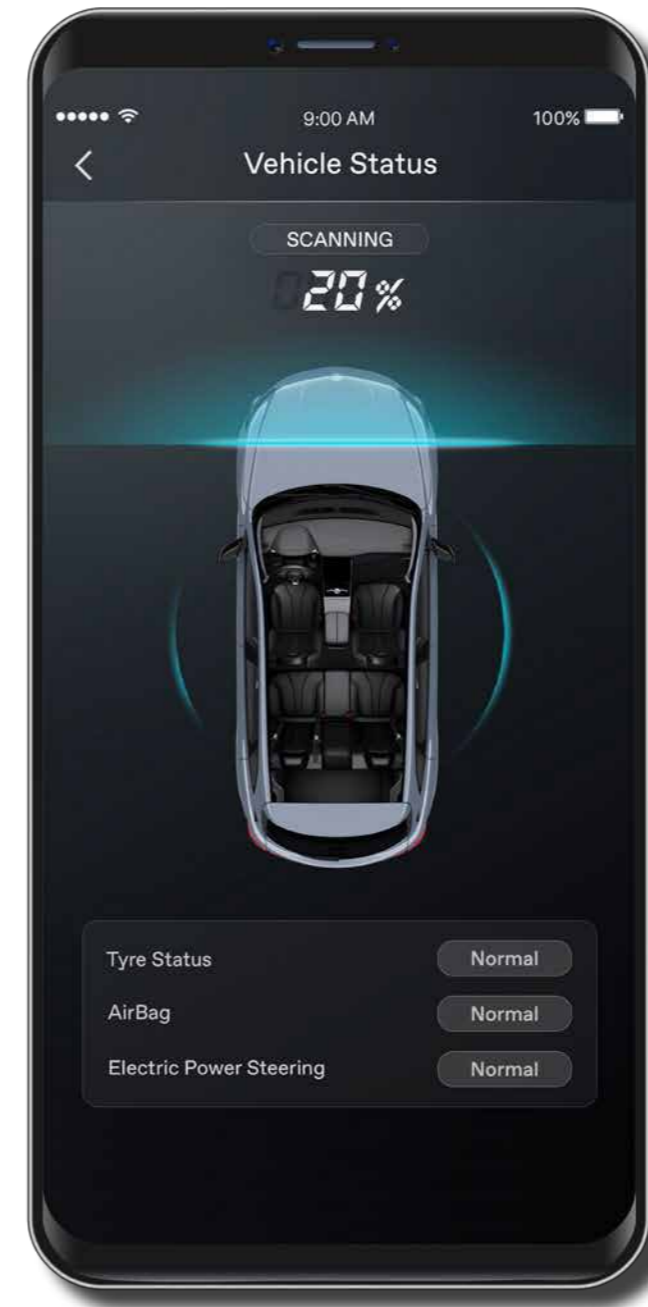 9:00 AM
100%
Vehicle Status
SCANNING
20%
Tyre Status Normal
AirBag Normal
Electric Power Steering Normal